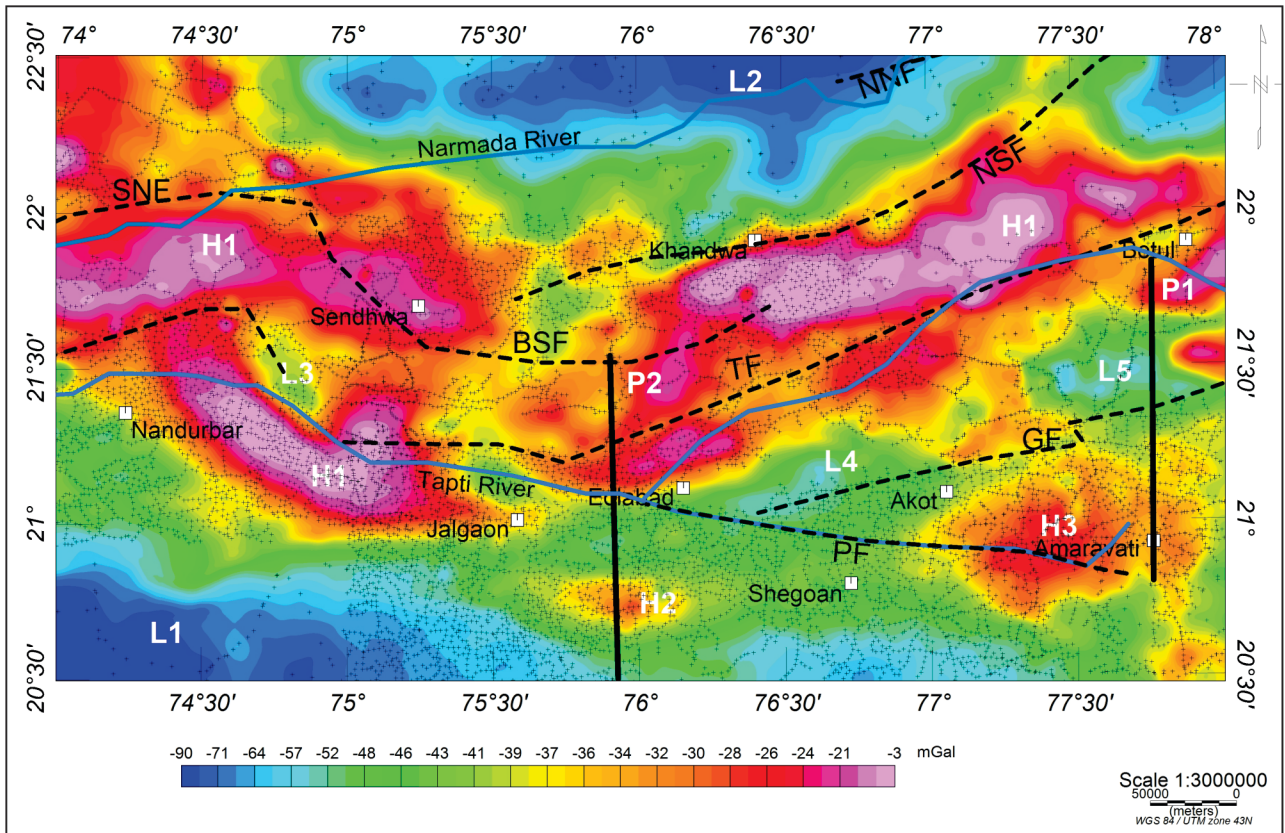 74° 74°30' 75° 75°30' 76° 76°30' 77° 77°30' 78°
22°30'
22°
21°30'
21°
20°30'
22°
21°30'
21°
20°30'
N
L2
NNF
Narmada River
NSF
SNE
H1
H1
Khandwa
Betul
P1
Sendhwa
BSF
P2
TF
L3
L5
Nandurbar
GF
H1
L4
Tapti River
Edlabad
Akot
Jalgaon
H3
PF
Amaravati
Shegoan
H2
L1
74°30' 75° 75°30' 76° 76°30' 77° 77°30'
-90 -71 -64 -57 -52 -48 -46 -43 -41 -39 -37 -36 -34 -32 -30 -28 -26 -24 -21 -3 mGal
Scale 1:3000000
50000 0
(meters)
WGS 84 / UTM zone 43N